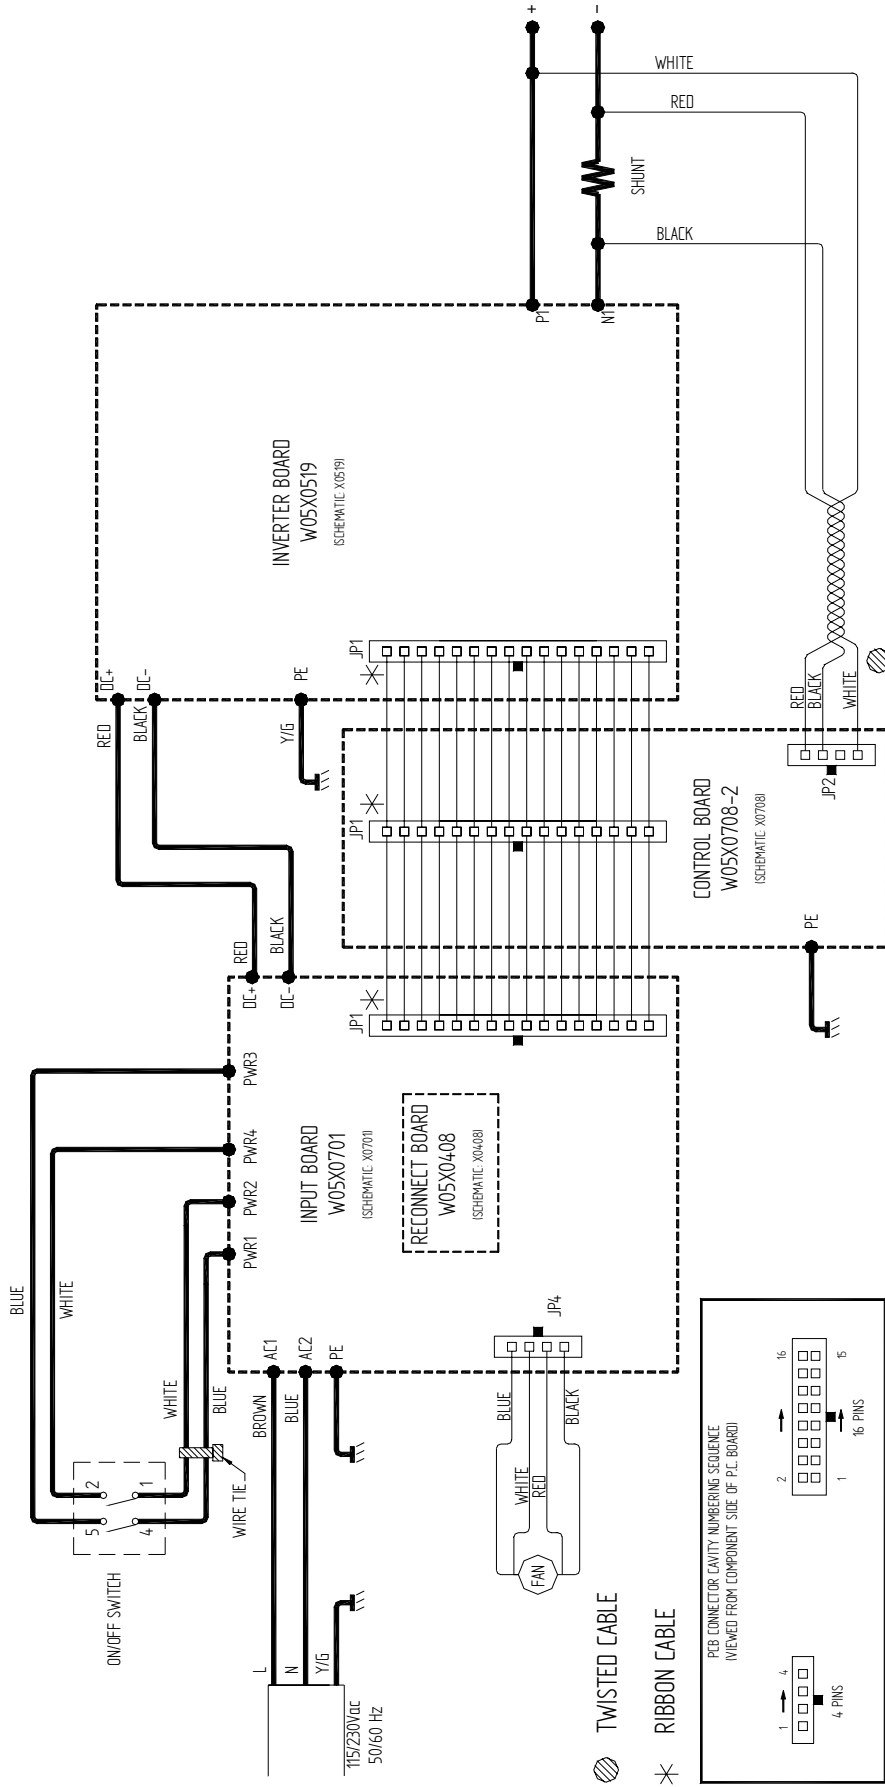 115/230Vac
50/60 Hz
L
N
Y/G
ON/OFF SWITCH
5
2
4
1
WIRE TIE
BLUE
WHITE
WHITE
BLUE
BROWN
BLUE
AC1
AC2
PE
PWR1
PWR2
PWR4
PWR3
INPUT BOARD
W05X0701
(SCHEMATIC: X0701)
RECONNECT BOARD
W05X0408
(SCHEMATIC: X0408)
FAN
BLUE
WHITE
RED
BLACK
JP4
DC+
DC-
RED
BLACK
JP1
JP1
JP1
RED
BLACK
DC+
DC-
Y/G
PE
INVERTER BOARD
W05X0519
(SCHEMATIC: X0519)
P1
N1
+
-
WHITE
RED
SHUNT
BLACK
CONTROL BOARD
W05X0708-2
(SCHEMATIC: X0708)
PE
JP2
RED
BLACK
WHITE
TWISTED CABLE
RIBBON CABLE
PCB CONNECTOR CAVITY NUMBERING SEQUENCE
(VIEWED FROM COMPONENT SIDE OF P.C. BOARD)
1
4
4 PINS
2
16
1
15
16 PINS